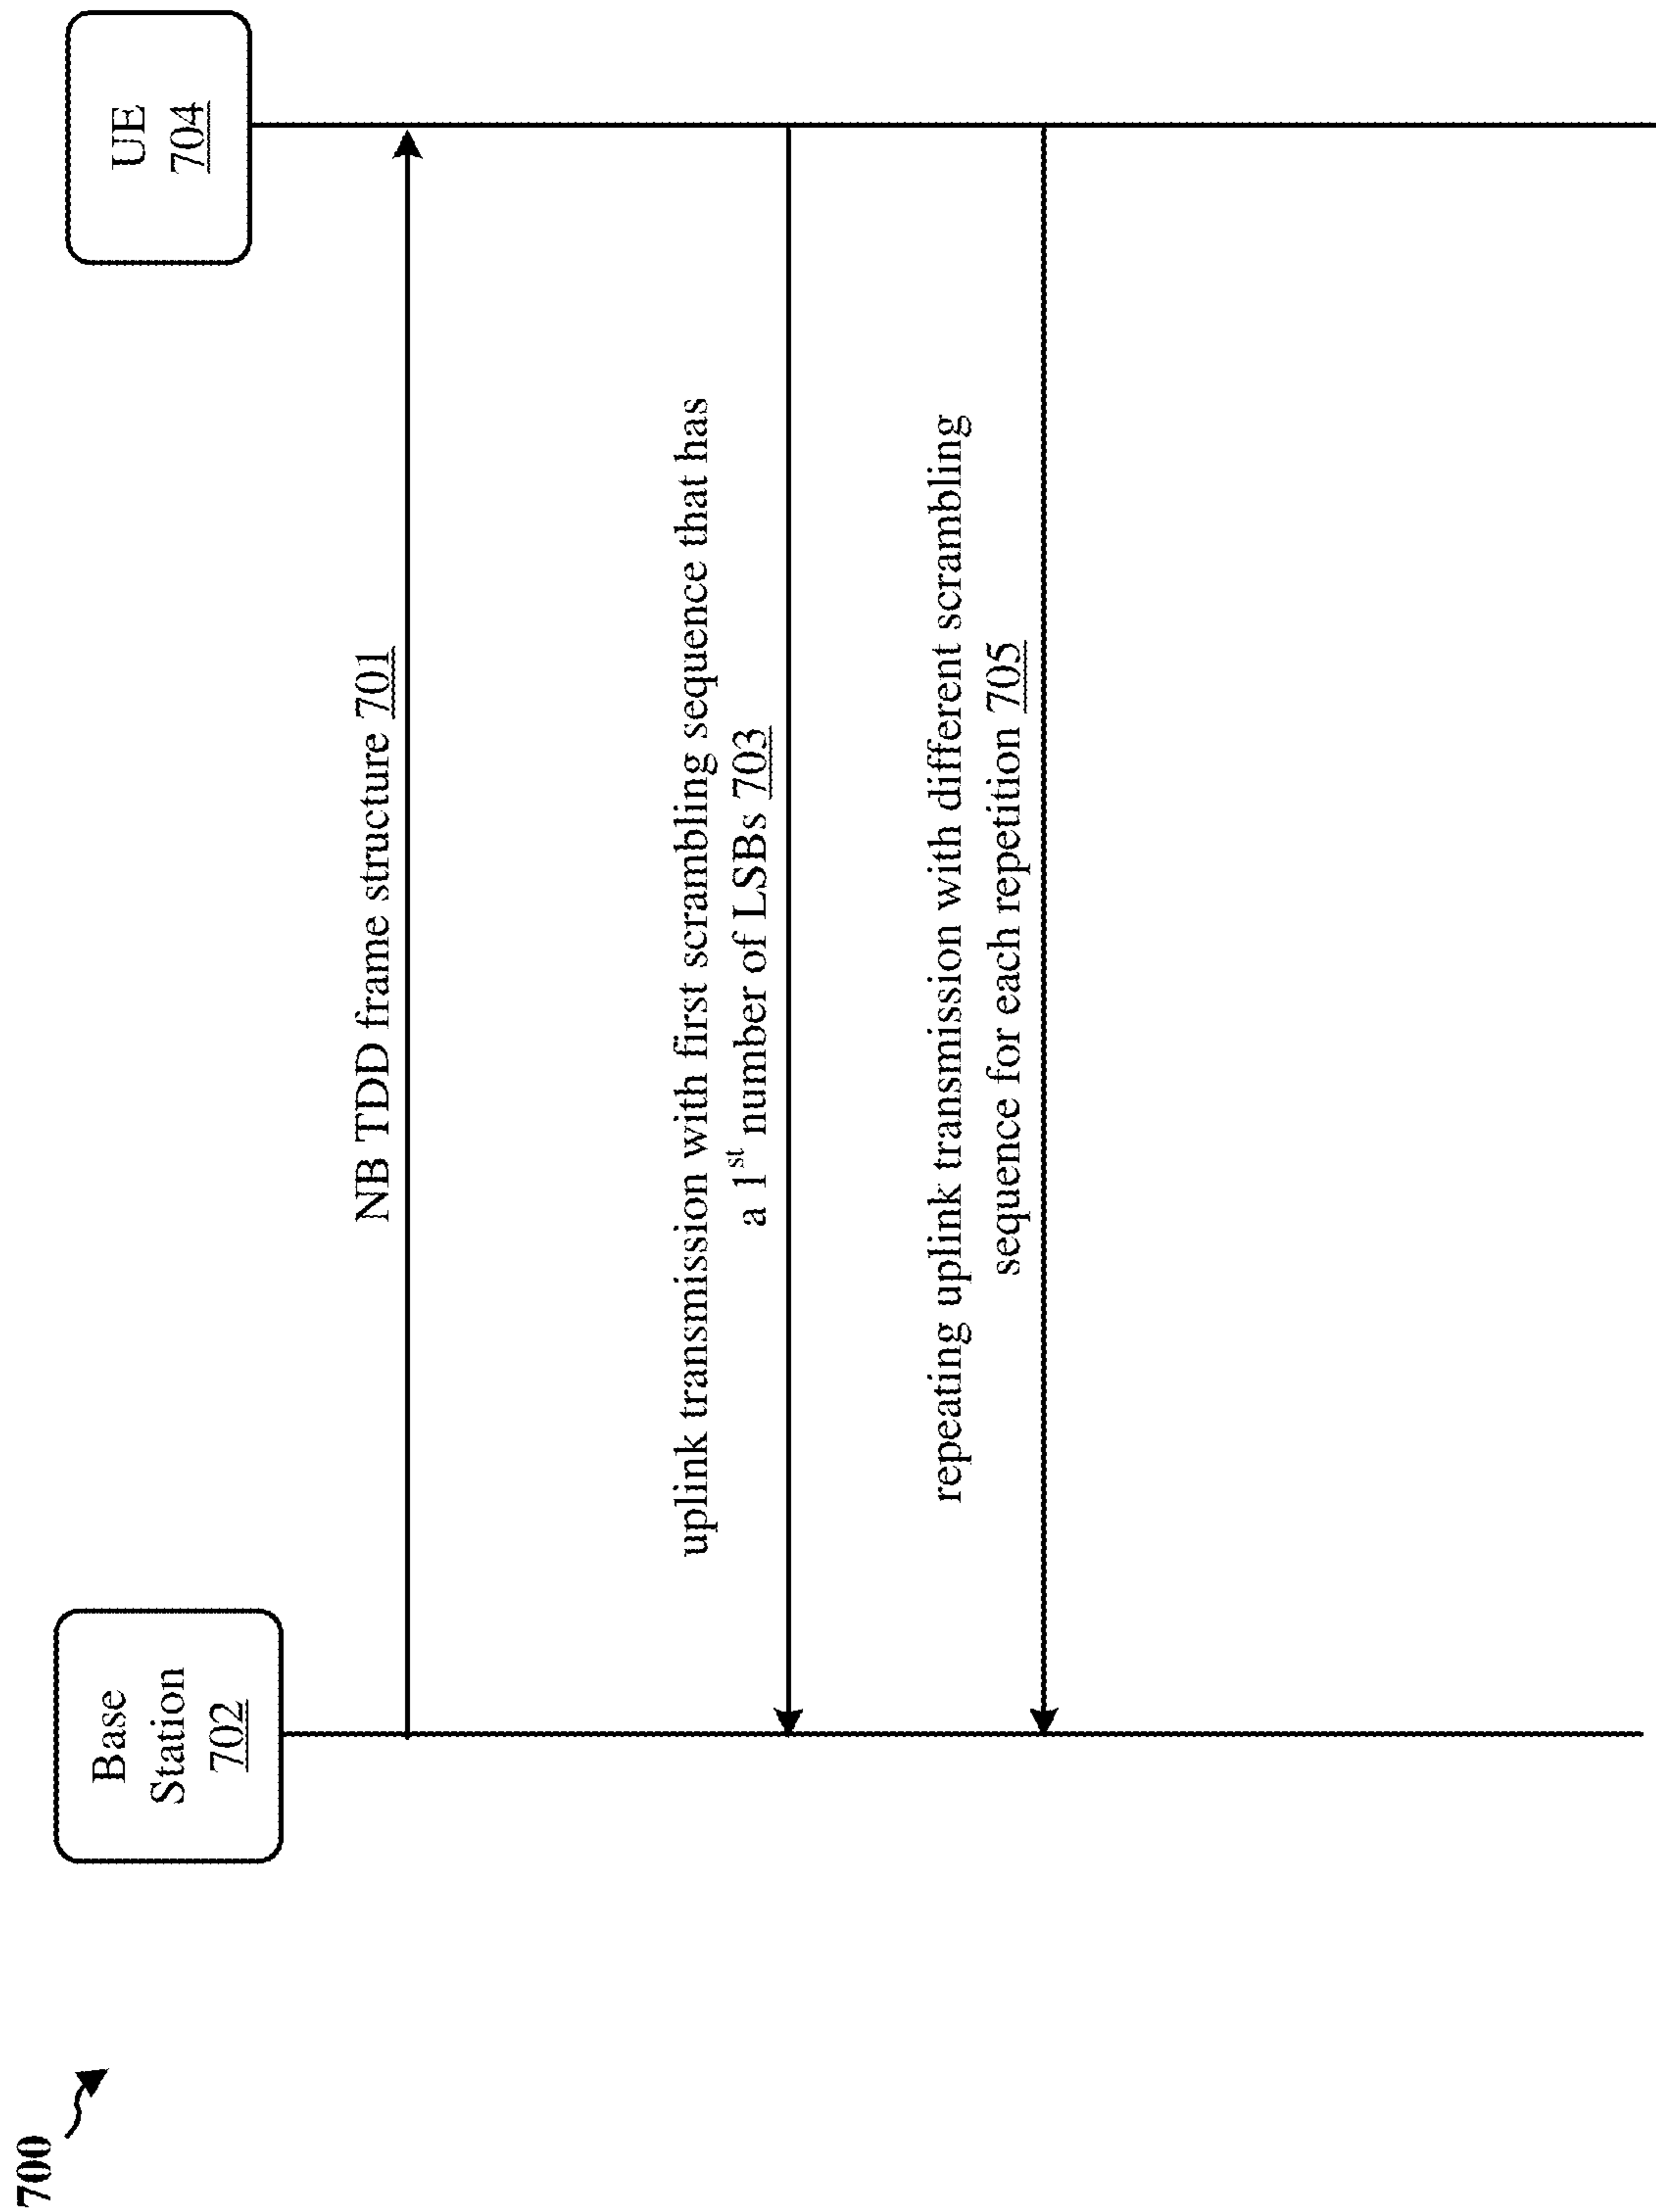 700
Base
Station
702
UE
704
NB TDD frame structure 701
uplink transmission with first scrambling sequence that has
a 1st number of LSBs 703
repeating uplink transmission with different scrambling
sequence for each repetition 705